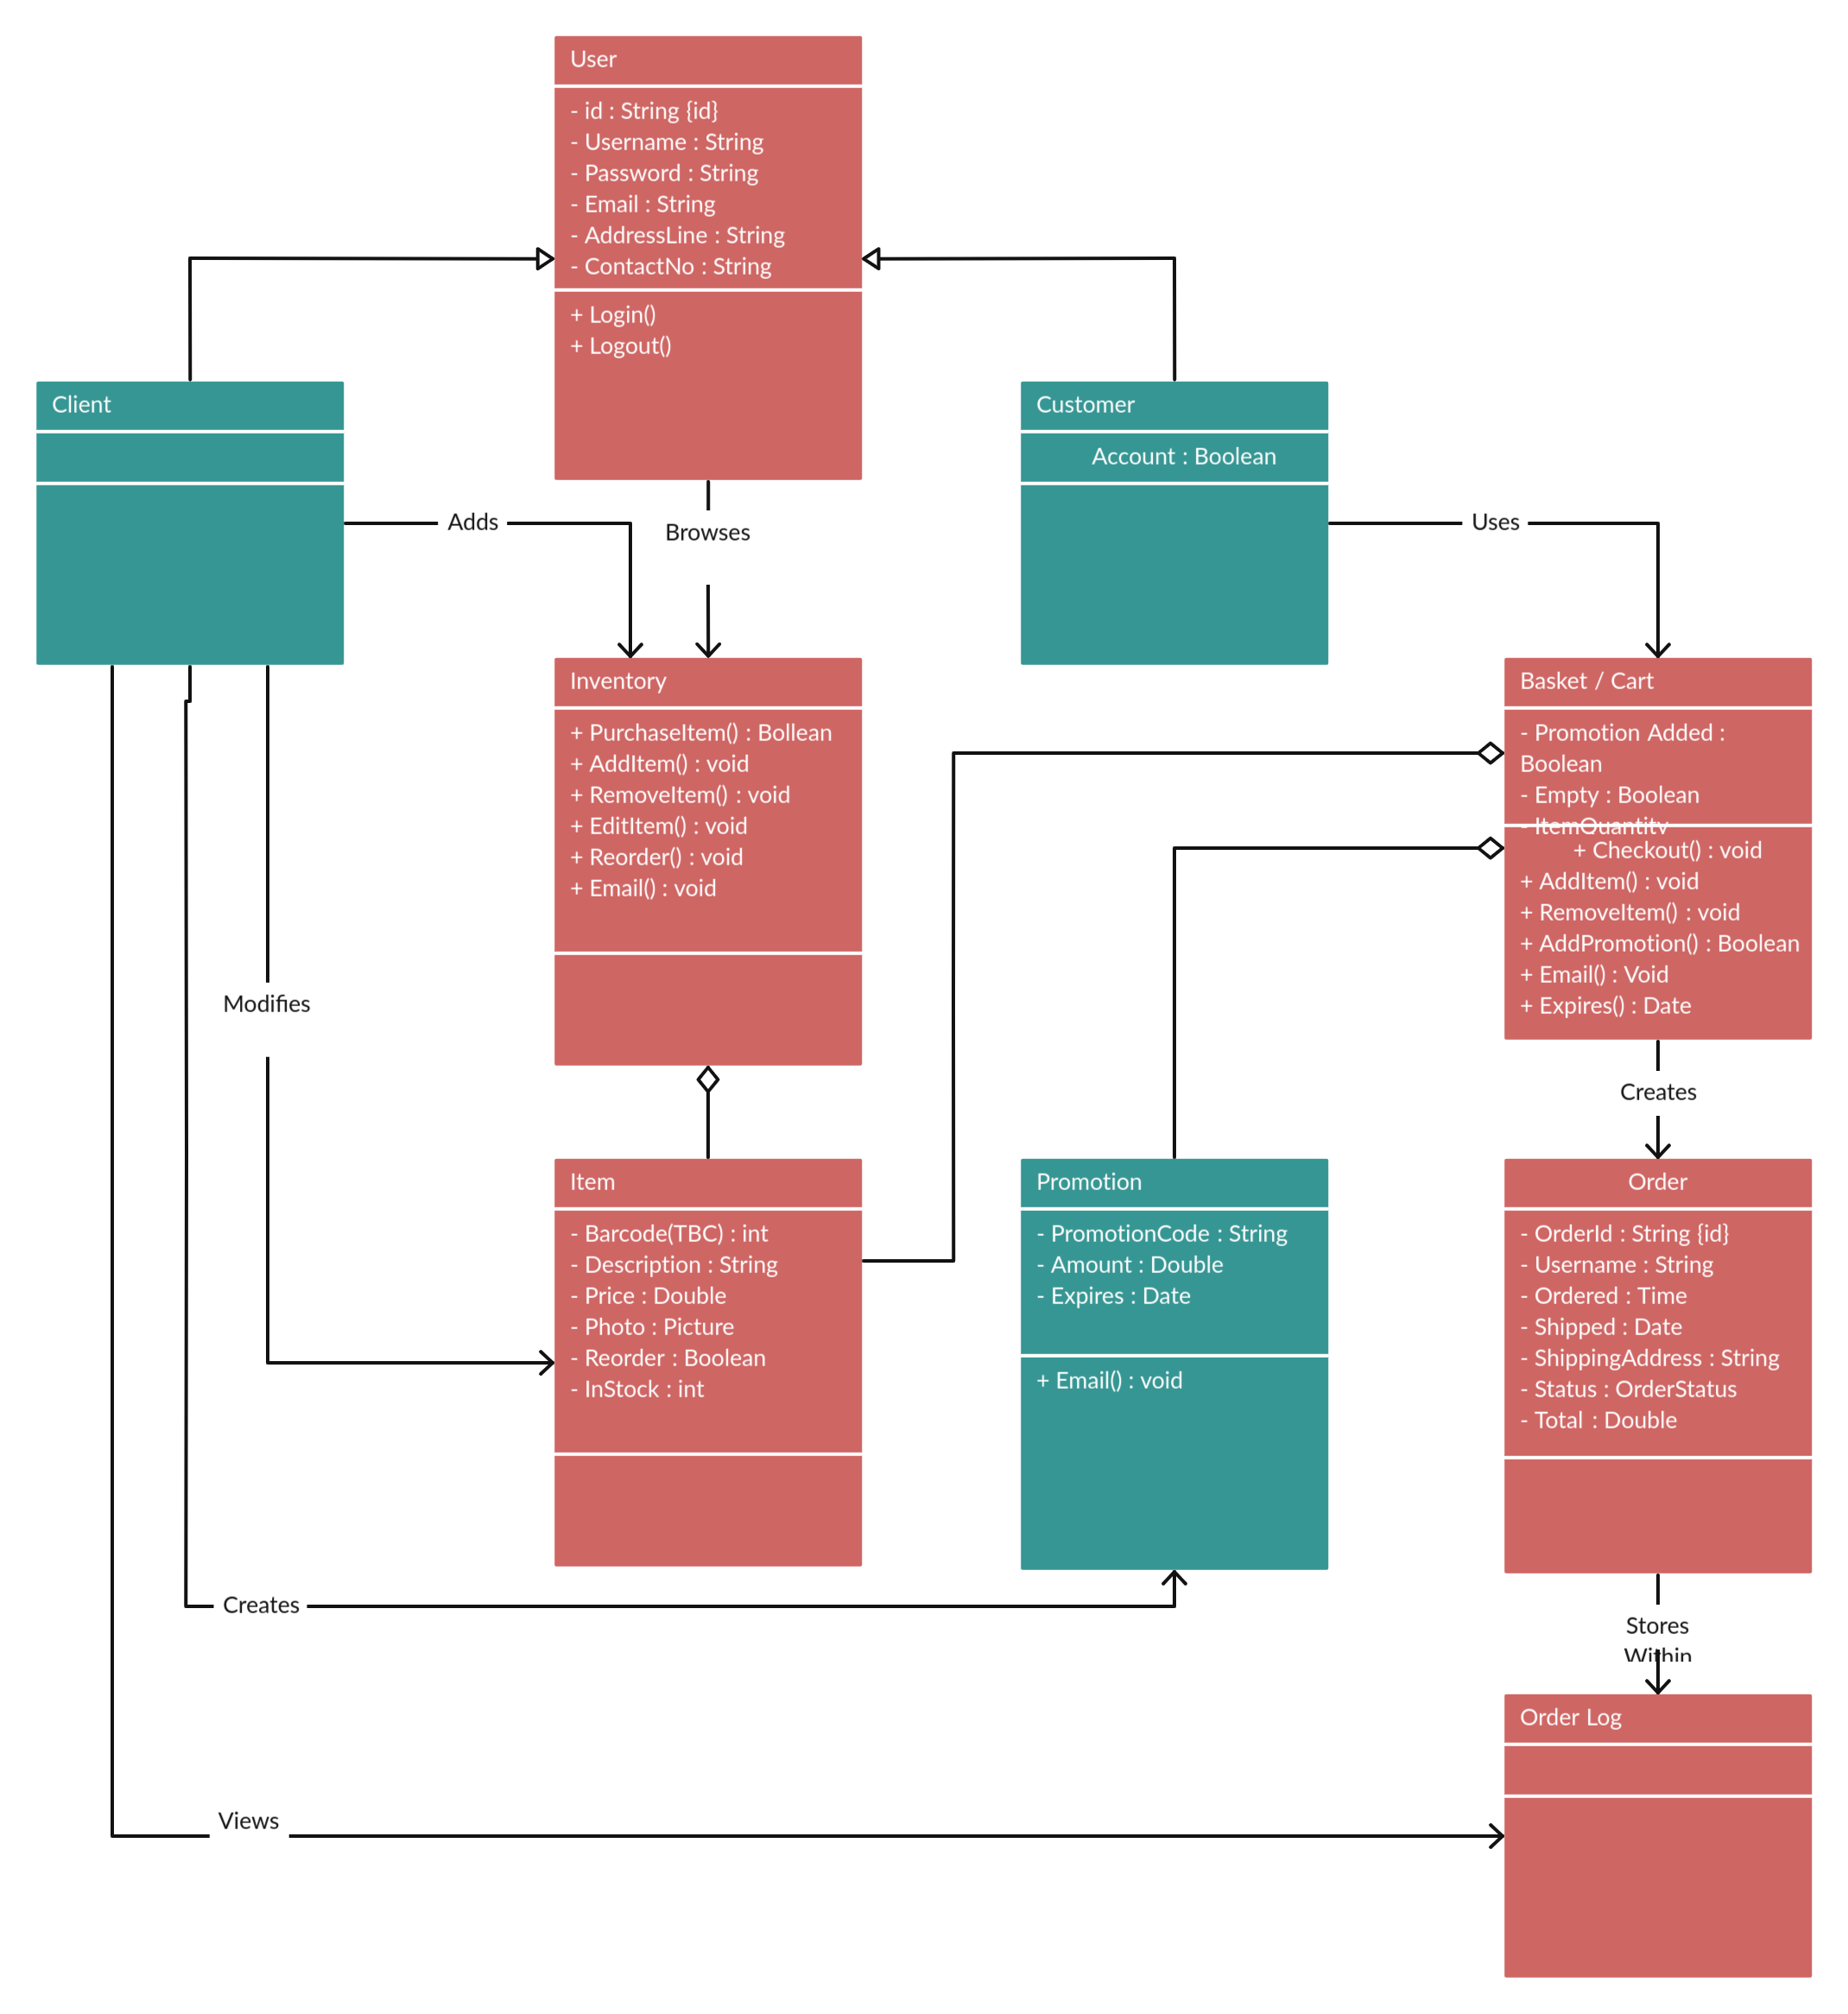 User
- id : String {id}
- Username : String
- Password : String
- Email : String
- AddressLine : String
- ContactNo : String
+ Login()
+ Logout()
Client
Customer
Account : Boolean
Adds
Browses
Uses
Inventory
+ PurchaseItem() : Bollean
+ AddItem() : void
+ RemoveItem() : void
+ EditItem() : void
+ Reorder() : void
+ Email() : void
Basket / Cart
- Promotion Added :
Boolean
- Empty : Boolean
- ItemQuantity
+ Checkout() : void
+ AddItem() : void
+ RemoveItem() : void
+ AddPromotion() : Boolean
+ Email() : Void
+ Expires() : Date
Modifies
Creates
Item
- Barcode(TBC) : int
- Description : String
- Price : Double
- Photo : Picture
- Reorder : Boolean
- InStock : int
Promotion
- PromotionCode : String
- Amount : Double
- Expires : Date
+ Email() : void
Order
- OrderId : String {id}
- Username : String
- Ordered : Time
- Shipped : Date
- ShippingAddress : String
- Status : OrderStatus
- Total : Double
Creates
Stores
Within
Order Log
Views